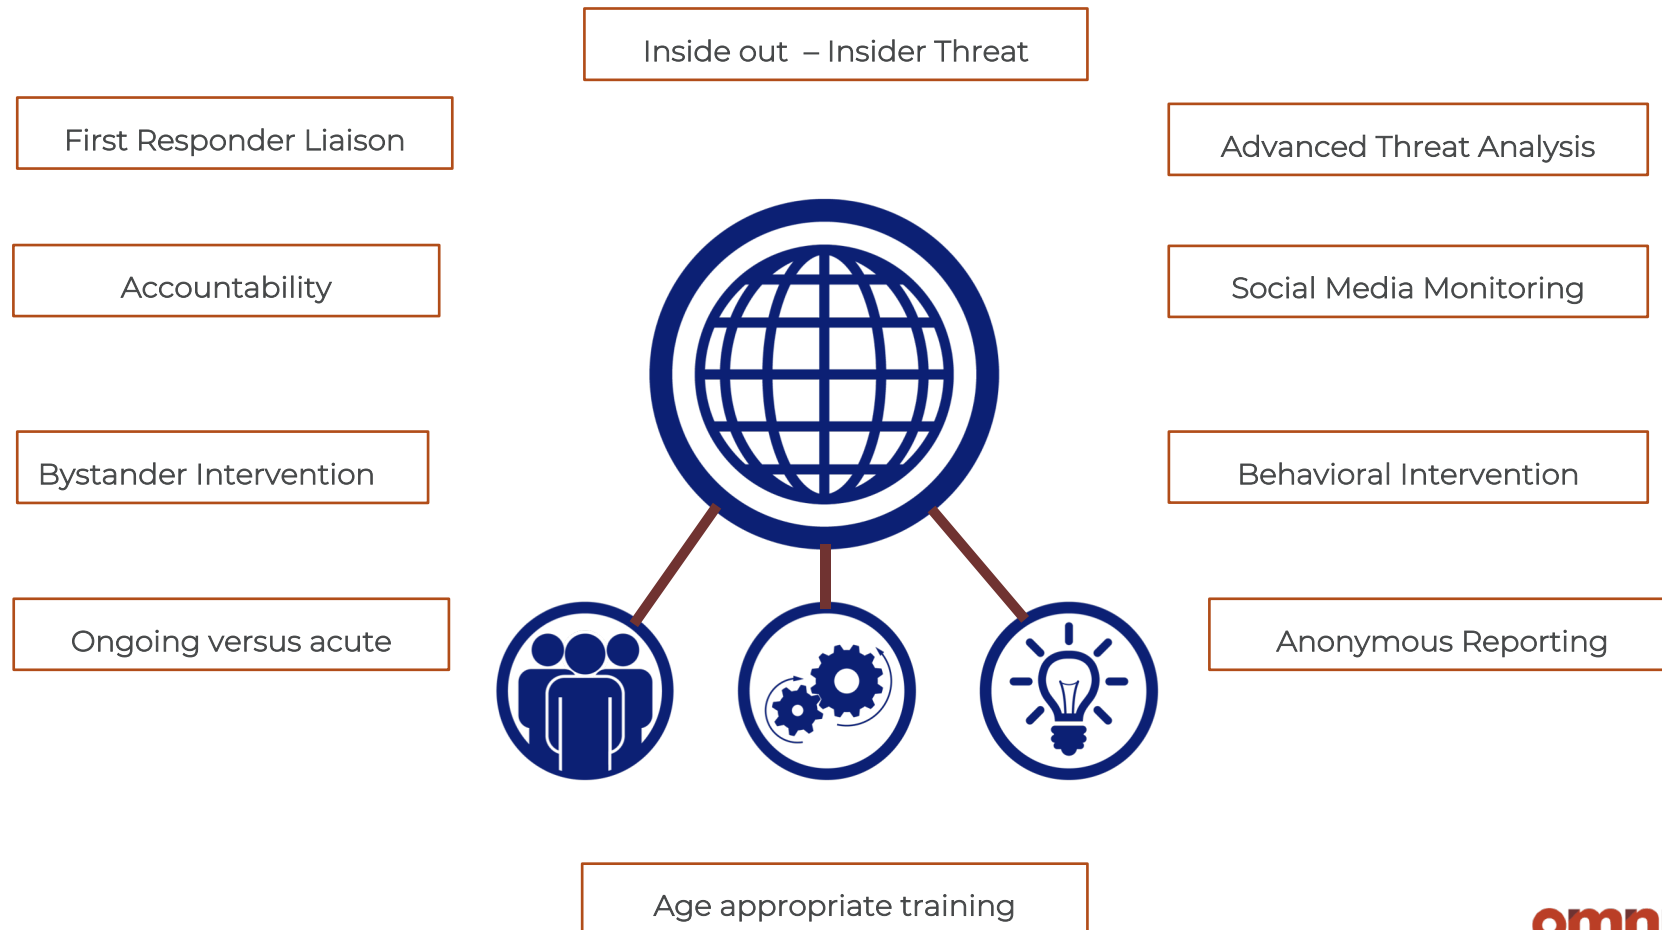 Inside out – Insider Threat
First Responder Liaison
Advanced Threat Analysis
Accountability
Social Media Monitoring
Bystander Intervention
Behavioral Intervention
Ongoing versus acute
Anonymous Reporting
Age appropriate training
omn